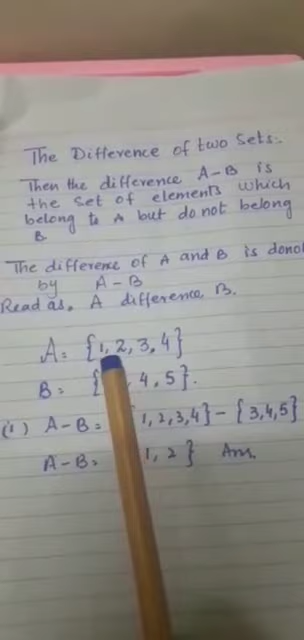 The Difference of two Sets:.
Then the difference A-B is
the set of elements which
belong to A but do not belong
B
The difference of A and B is deno
by A-B
Read as, A difference B.
A= {1,2,3,4}
B= { ,4,5}.
(1) A-B= 1,2,3,4} - {3,4,5}
A-B= 1, 2 } Ans.